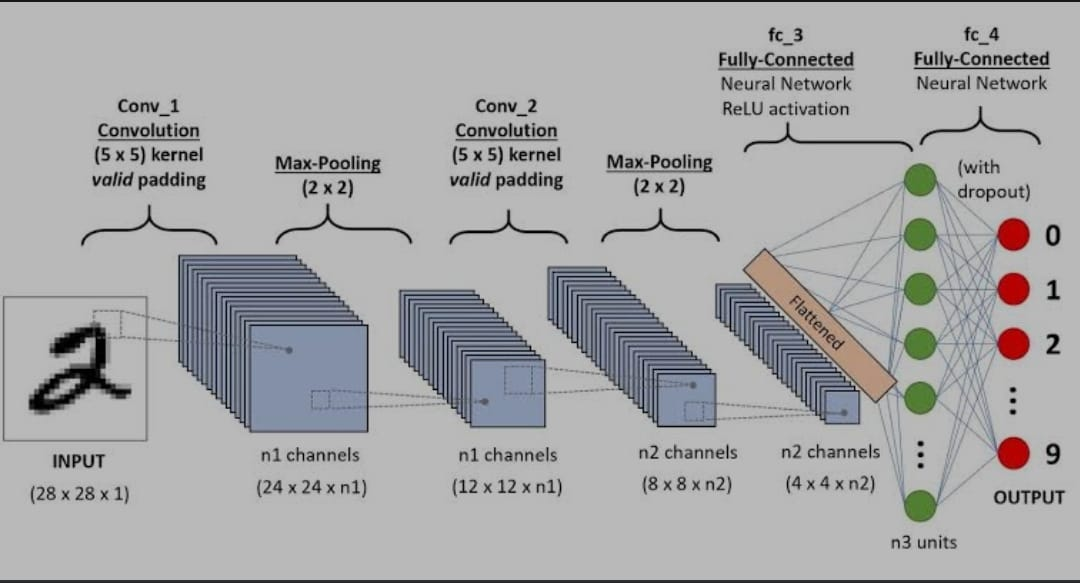 Conv_1
Convolution
(5 x 5) kernel
valid padding
Max-Pooling
(2 x 2)
Conv_2
Convolution
(5 x 5) kernel
valid padding
Max-Pooling
(2 x 2)
fc_3
Fully-Connected
Neural Network
ReLU activation
fc_4
Fully-Connected
Neural Network
(with
dropout)
Flattened
0
1
2
9
OUTPUT
2
INPUT
(28 x 28 x 1)
n1 channels
(24 x 24 x n1)
n1 channels
(12 x 12 x n1)
n2 channels
(8 x 8 x n2)
n2 channels
(4 x 4 x n2)
n3 units